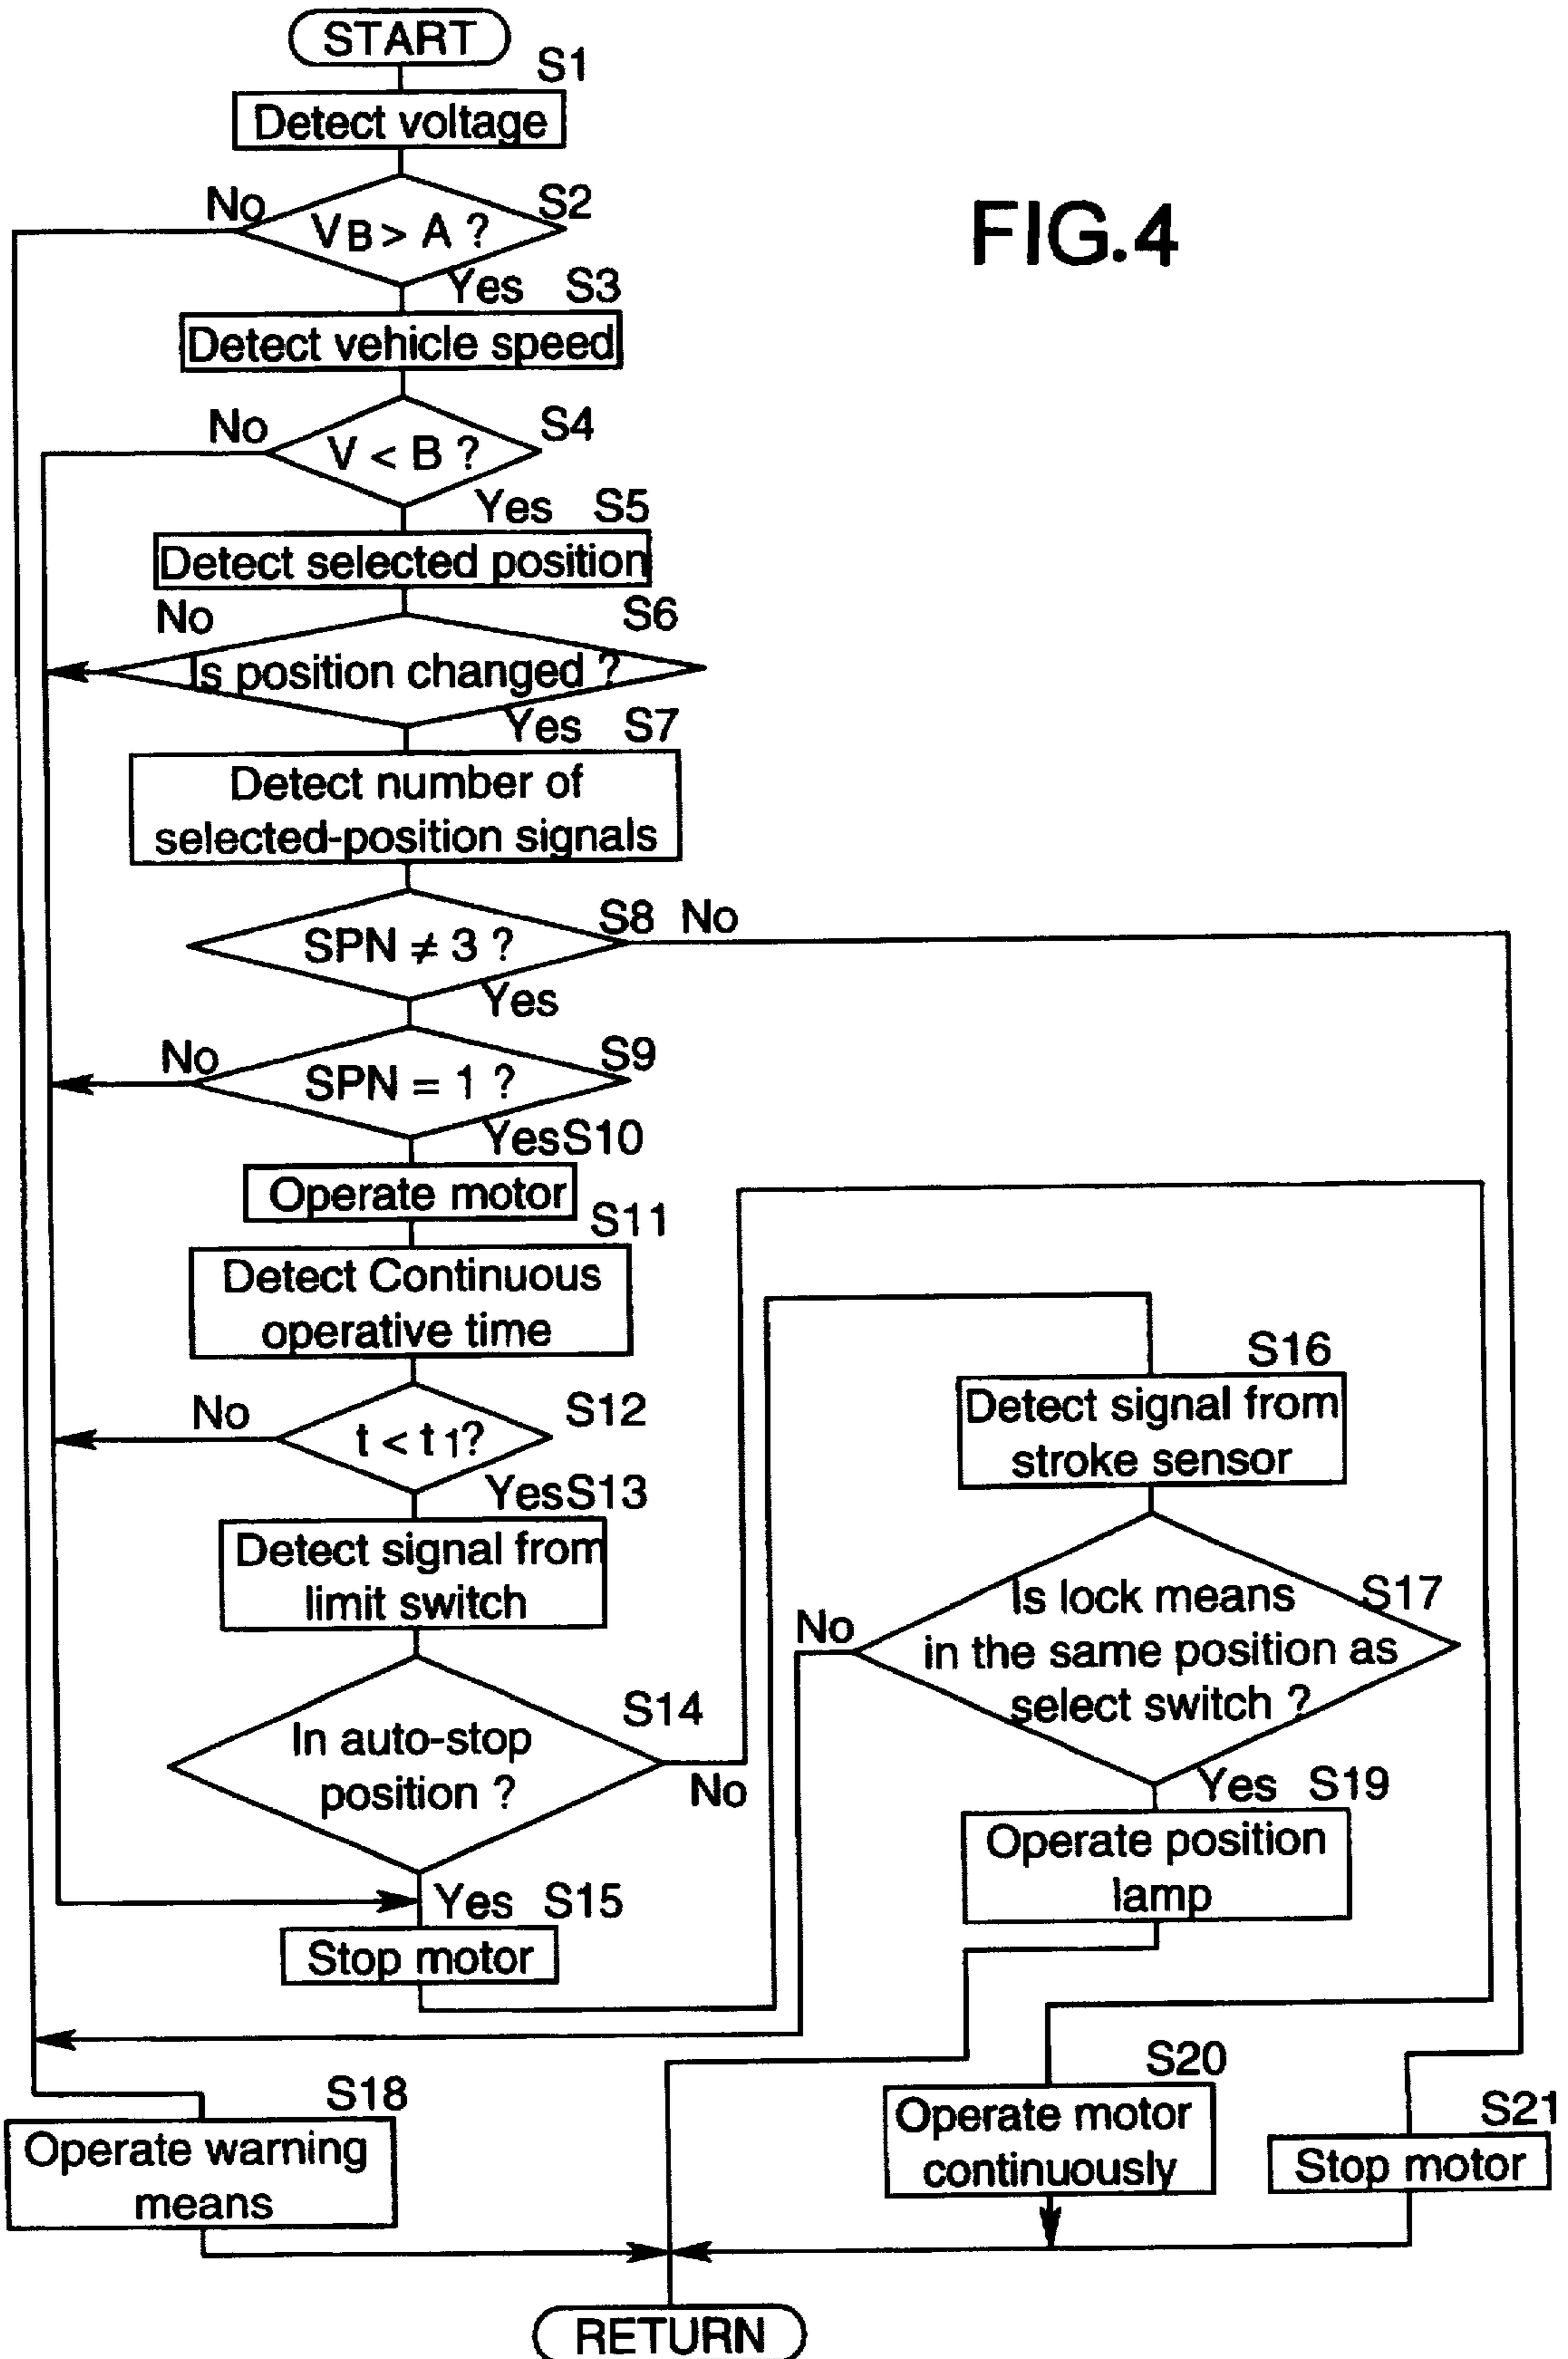 START
S1
Detect voltage
No
S2
VB > A ?
FIG.4
Yes S3
Detect vehicle speed
No
S4
V < B ?
Yes S5
Detect selected position
No
S6
Is position changed ?
Yes S7
Detect number of
selected-position signals
S8 No
SPN ≠ 3 ?
Yes
No
S9
SPN = 1 ?
YesS10
Operate motor
S11
Detect Continuous
operative time
No
S12
t < t1?
YesS13
Detect signal from
limit switch
S14
In auto-stop
position ?
No
Yes S15
Stop motor
S16
Detect signal from
stroke sensor
S17
Is lock means
in the same position as
select switch ?
No
Yes S19
Operate position
lamp
S18
Operate warning
means
S20
Operate motor
continuously
S21
Stop motor
RETURN